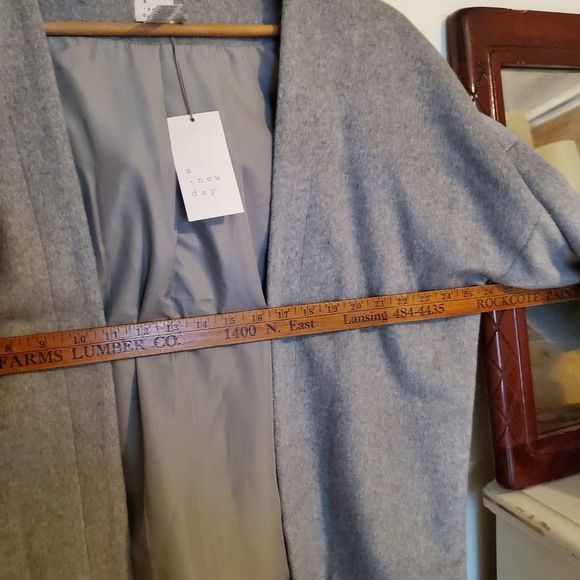 a
·new
day
8 9 10 11 12 13 14 15 16 17 18 19 20 21 22 23 24 25
FARMS LUMBER CO. 1400 N. East Lansing 484-4435 ROCKCOTE PAIN